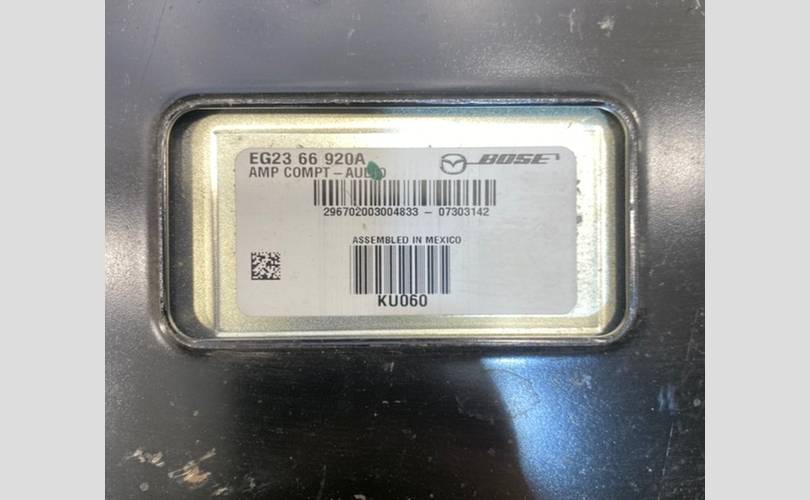 EG23 66 920A
BOSE
AMP COMPT – AUDIO
296702003004833 – 07303142
ASSEMBLED IN MEXICO
KU060